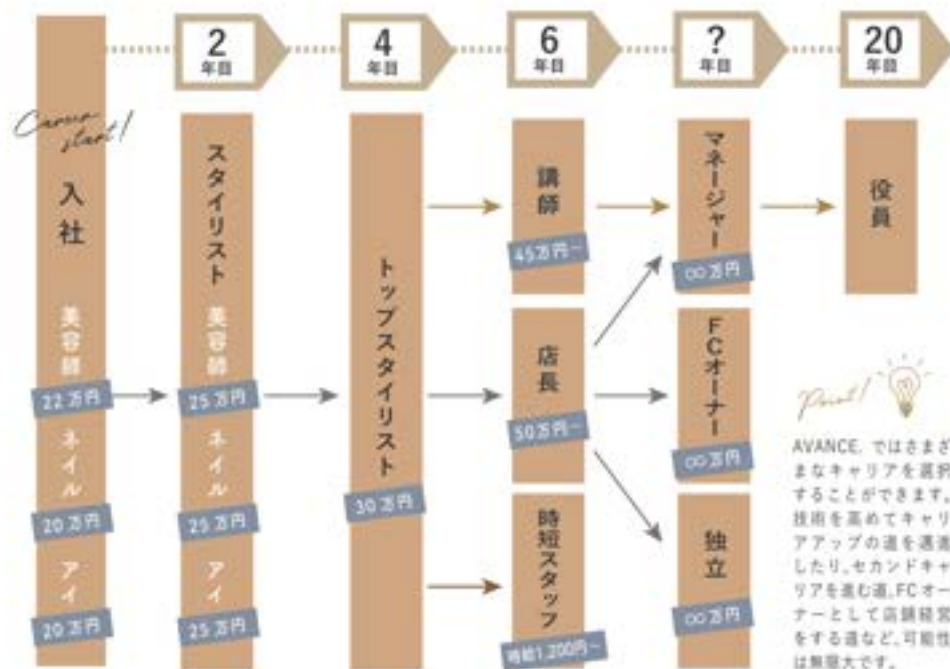 2
年目
4
年目
6
年目
?
年目
20
年目
Career
start!
入社
美容師
22万円
ネイル
20万円
アイ
20万円
スタイリスト
美容師
25万円
ネイル
25万円
アイ
25万円
トップスタイリスト
30万円
講師
45万円〜
店長
50万円〜
時短スタッフ
時給1,200円〜
マネージャー
○○万円
FCオーナー
○○万円
独立
○○万円
役員
Point!
AVANCE. ではさまざ
まなキャリアを選択
することができます。
技術を高めてキャリ
アアップの道を邁進
したり、セカンドキャ
リアを進む道、FCオー
ナーとして店舗経営
をする道など、可能性
は無限大です。